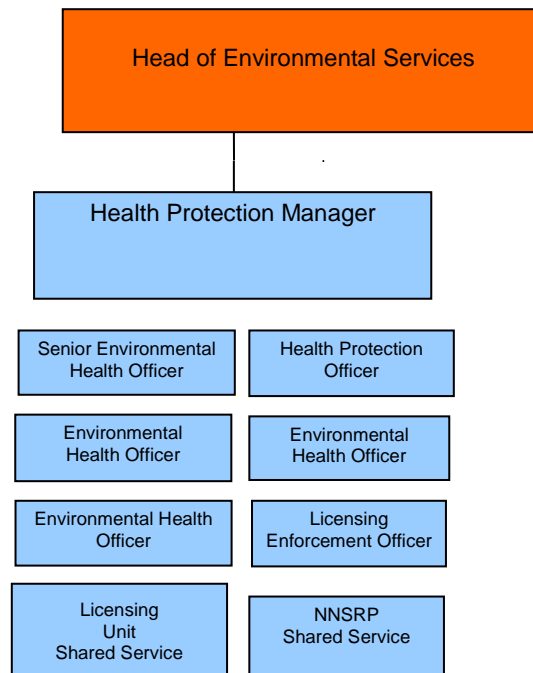 Head of Environmental Services
Health Protection Manager
Senior Environmental
Health Officer
Health Protection
Officer
Environmental
Health Officer
Environmental
Health Officer
Environmental Health
Officer
Licensing
Enforcement Officer
Licensing
Unit
Shared Service
NNSRP
Shared Service